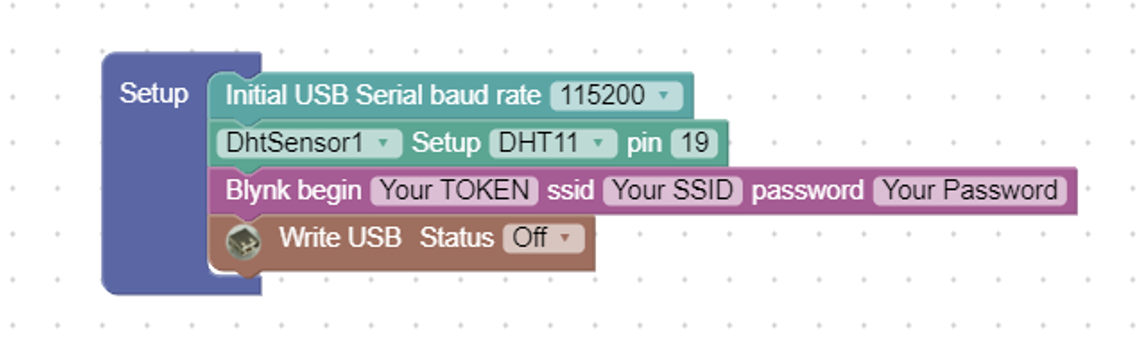 Setup
Initial USB Serial baud rate 115200
DhtSensor1 Setup DHT11 pin 19
Blynk begin Your TOKEN ssid Your SSID password Your Password
Write USB Status Off